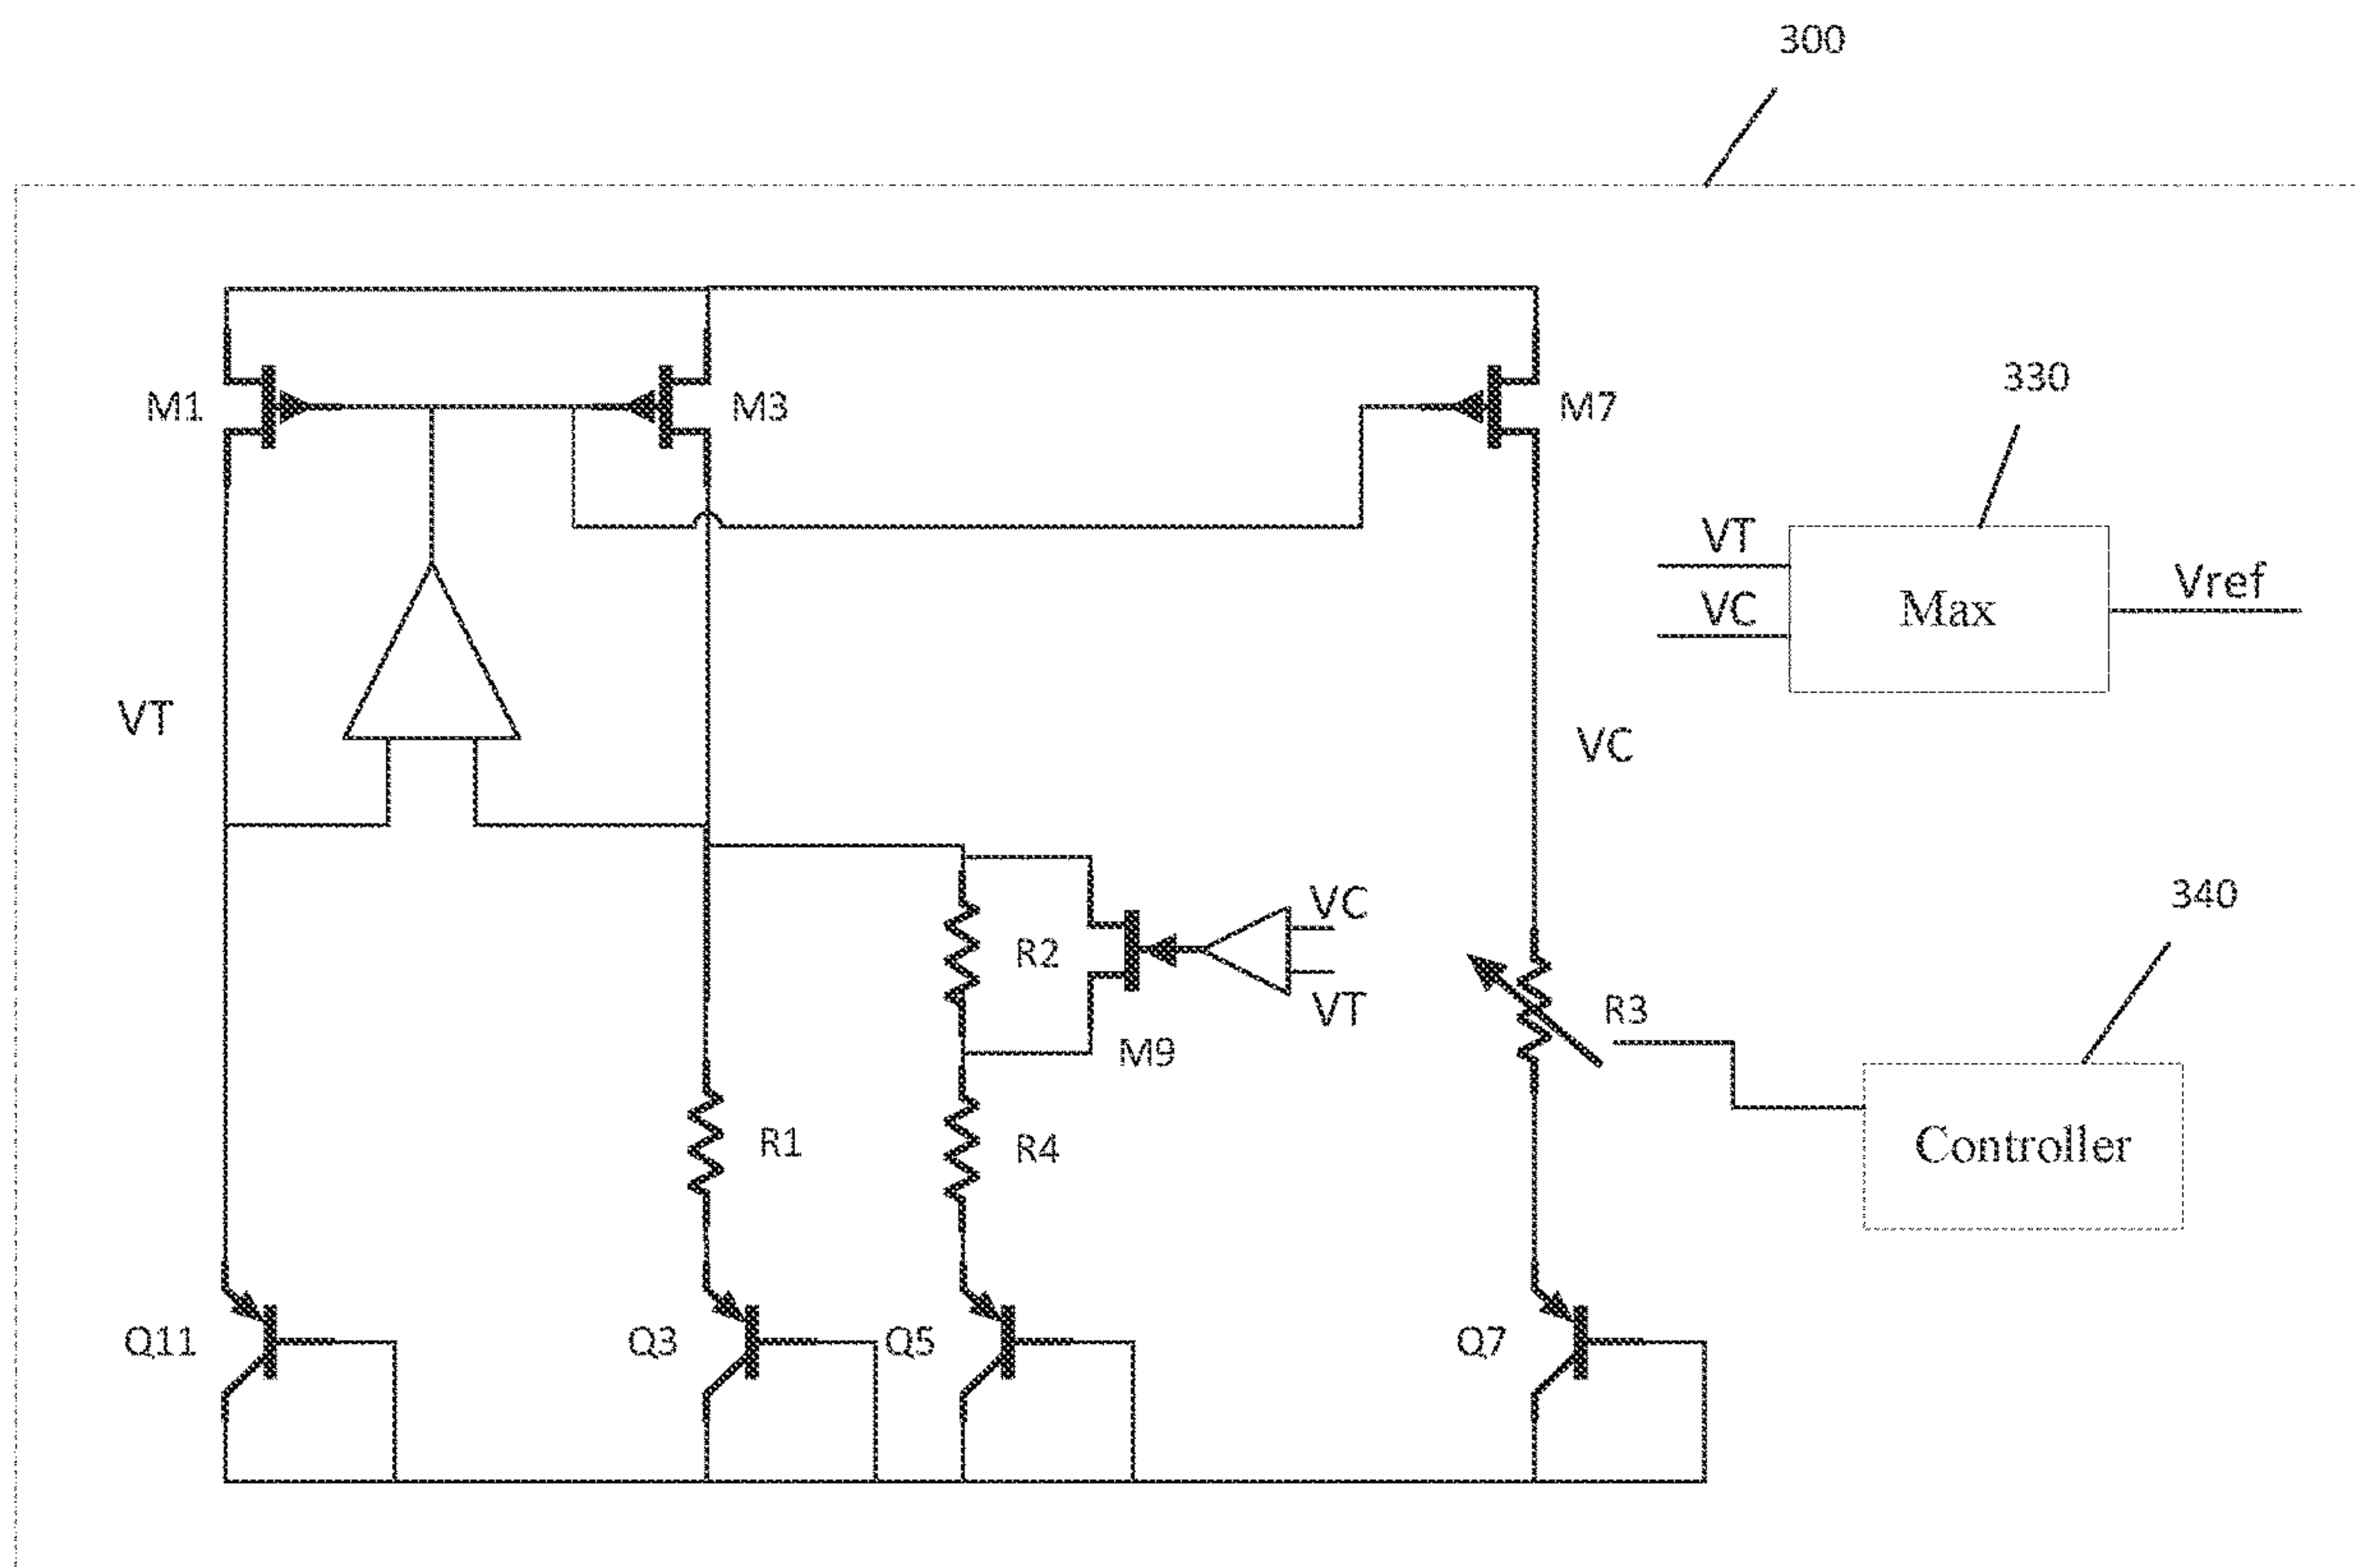 300
M1
M3
M7
330
VT
VC
Max
Vref
VT
VC
340
VC
R2
VT
R3
M9
R1
R4
Controller
Q11
Q3
Q5
Q7